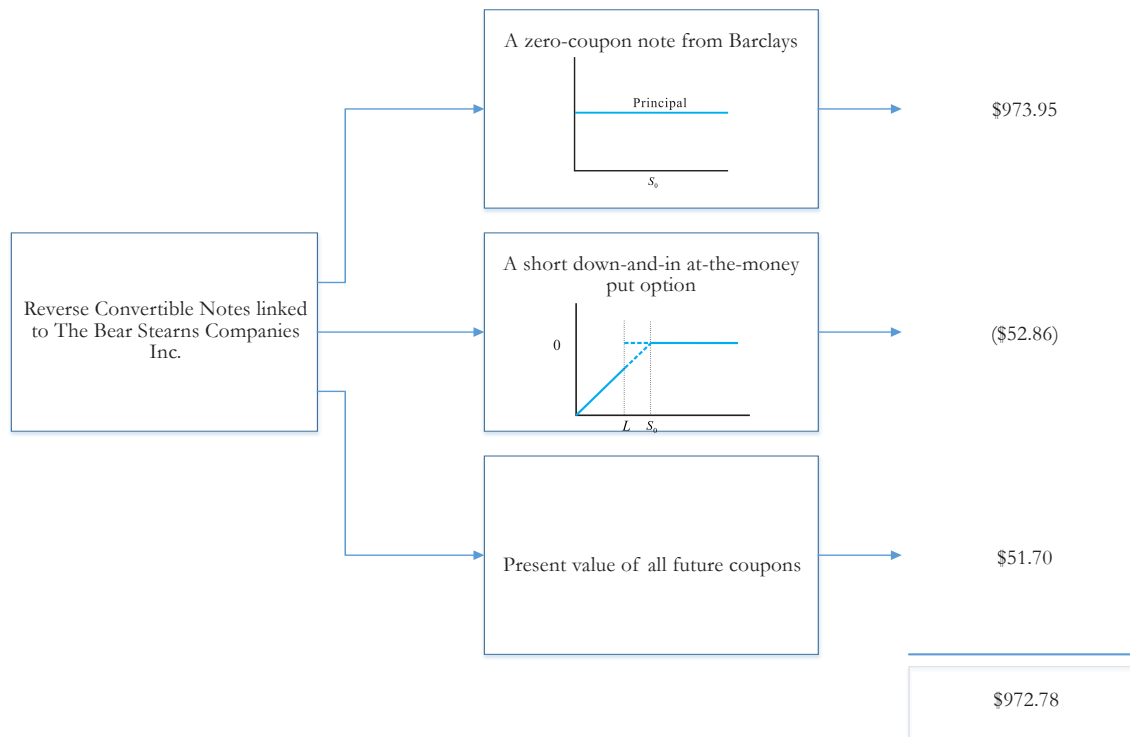 A zero-coupon note from Barclays
Principal
S₀
$973.95
Reverse Convertible Notes linked
to The Bear Stearns Companies
Inc.
A short down-and-in at-the-money
put option
0
L S₀
($52.86)
Present value of all future coupons
$51.70
$972.78